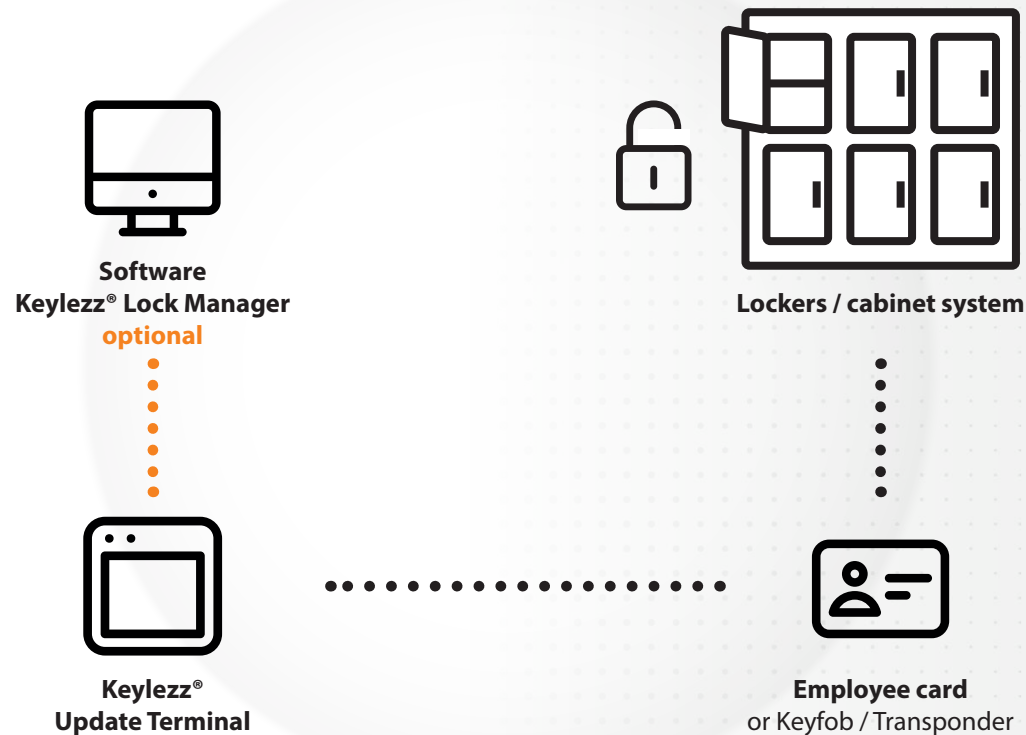 Software
Keylezz® Lock Manager
optional
Lockers / cabinet system
Keylezz®
Update Terminal
Employee card
or Keyfob / Transponder